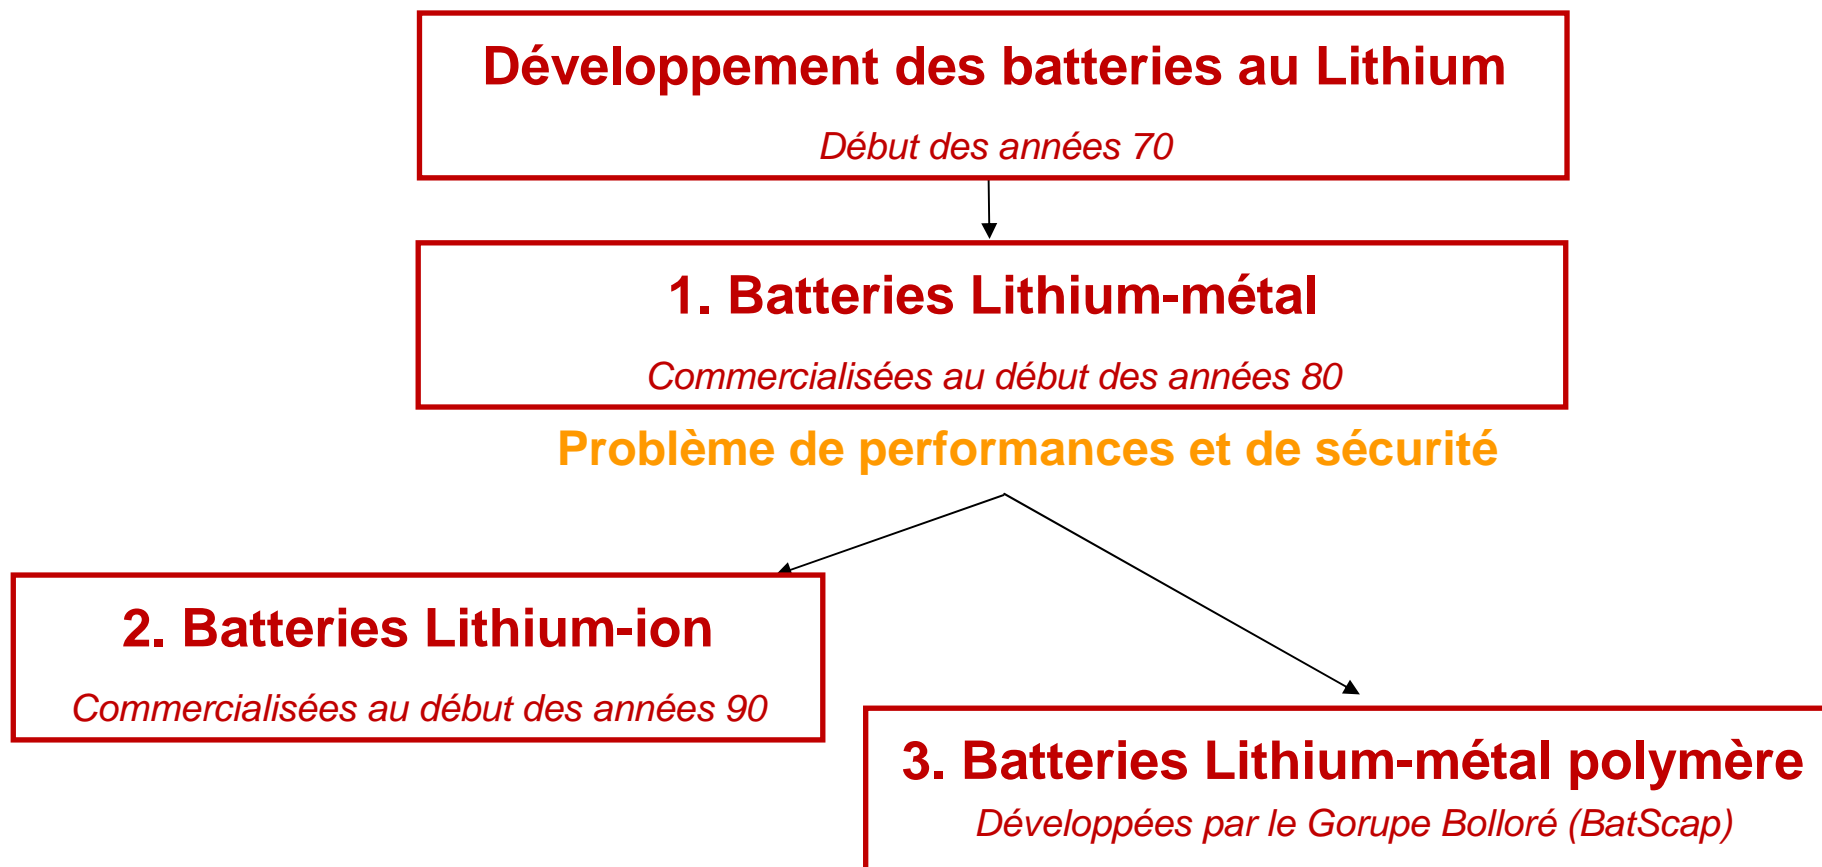 Développement des batteries au Lithium
Début des années 70
1. Batteries Lithium-métal
Commercialisées au début des années 80
Problème de performances et de sécurité
2. Batteries Lithium-ion
Commercialisées au début des années 90
3. Batteries Lithium-métal polymère
Développées par le Gorupe Bolloré (BatScap)